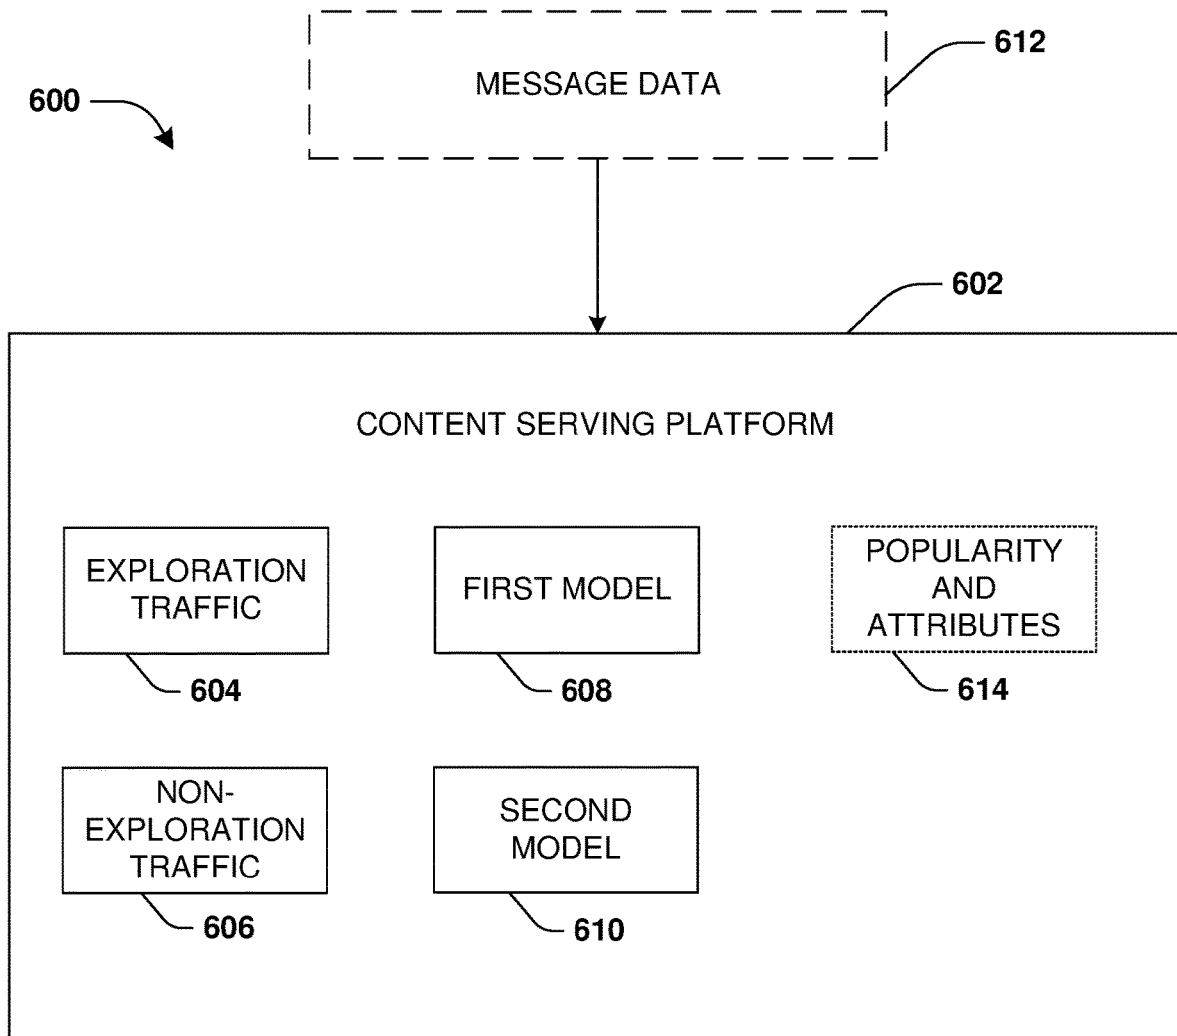 MESSAGE DATA
612
600
602
CONTENT SERVING PLATFORM
EXPLORATION
TRAFFIC
604
FIRST MODEL
608
POPULARITY
AND
ATTRIBUTES
614
NON-
EXPLORATION
TRAFFIC
606
SECOND
MODEL
610